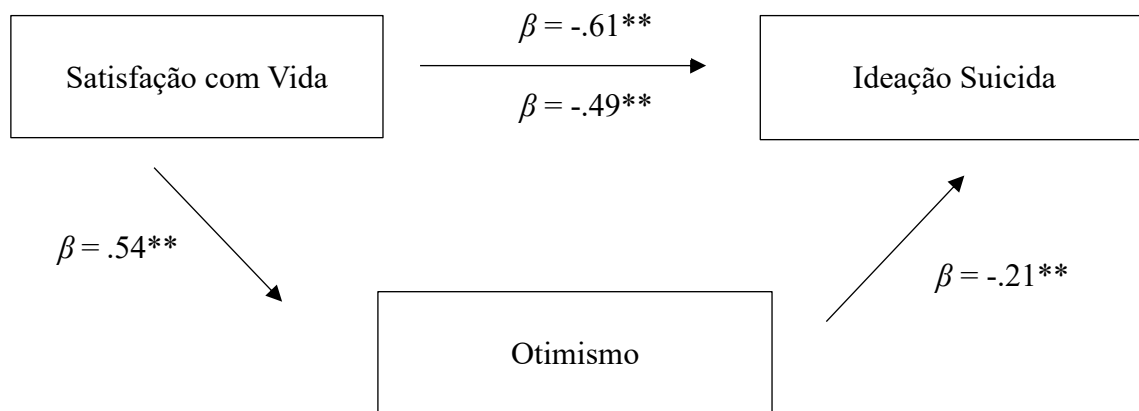 β = -.61**
Satisfação com Vida
Ideação Suicida
β = -.49**
β = .54**
β = -.21**
Otimismo